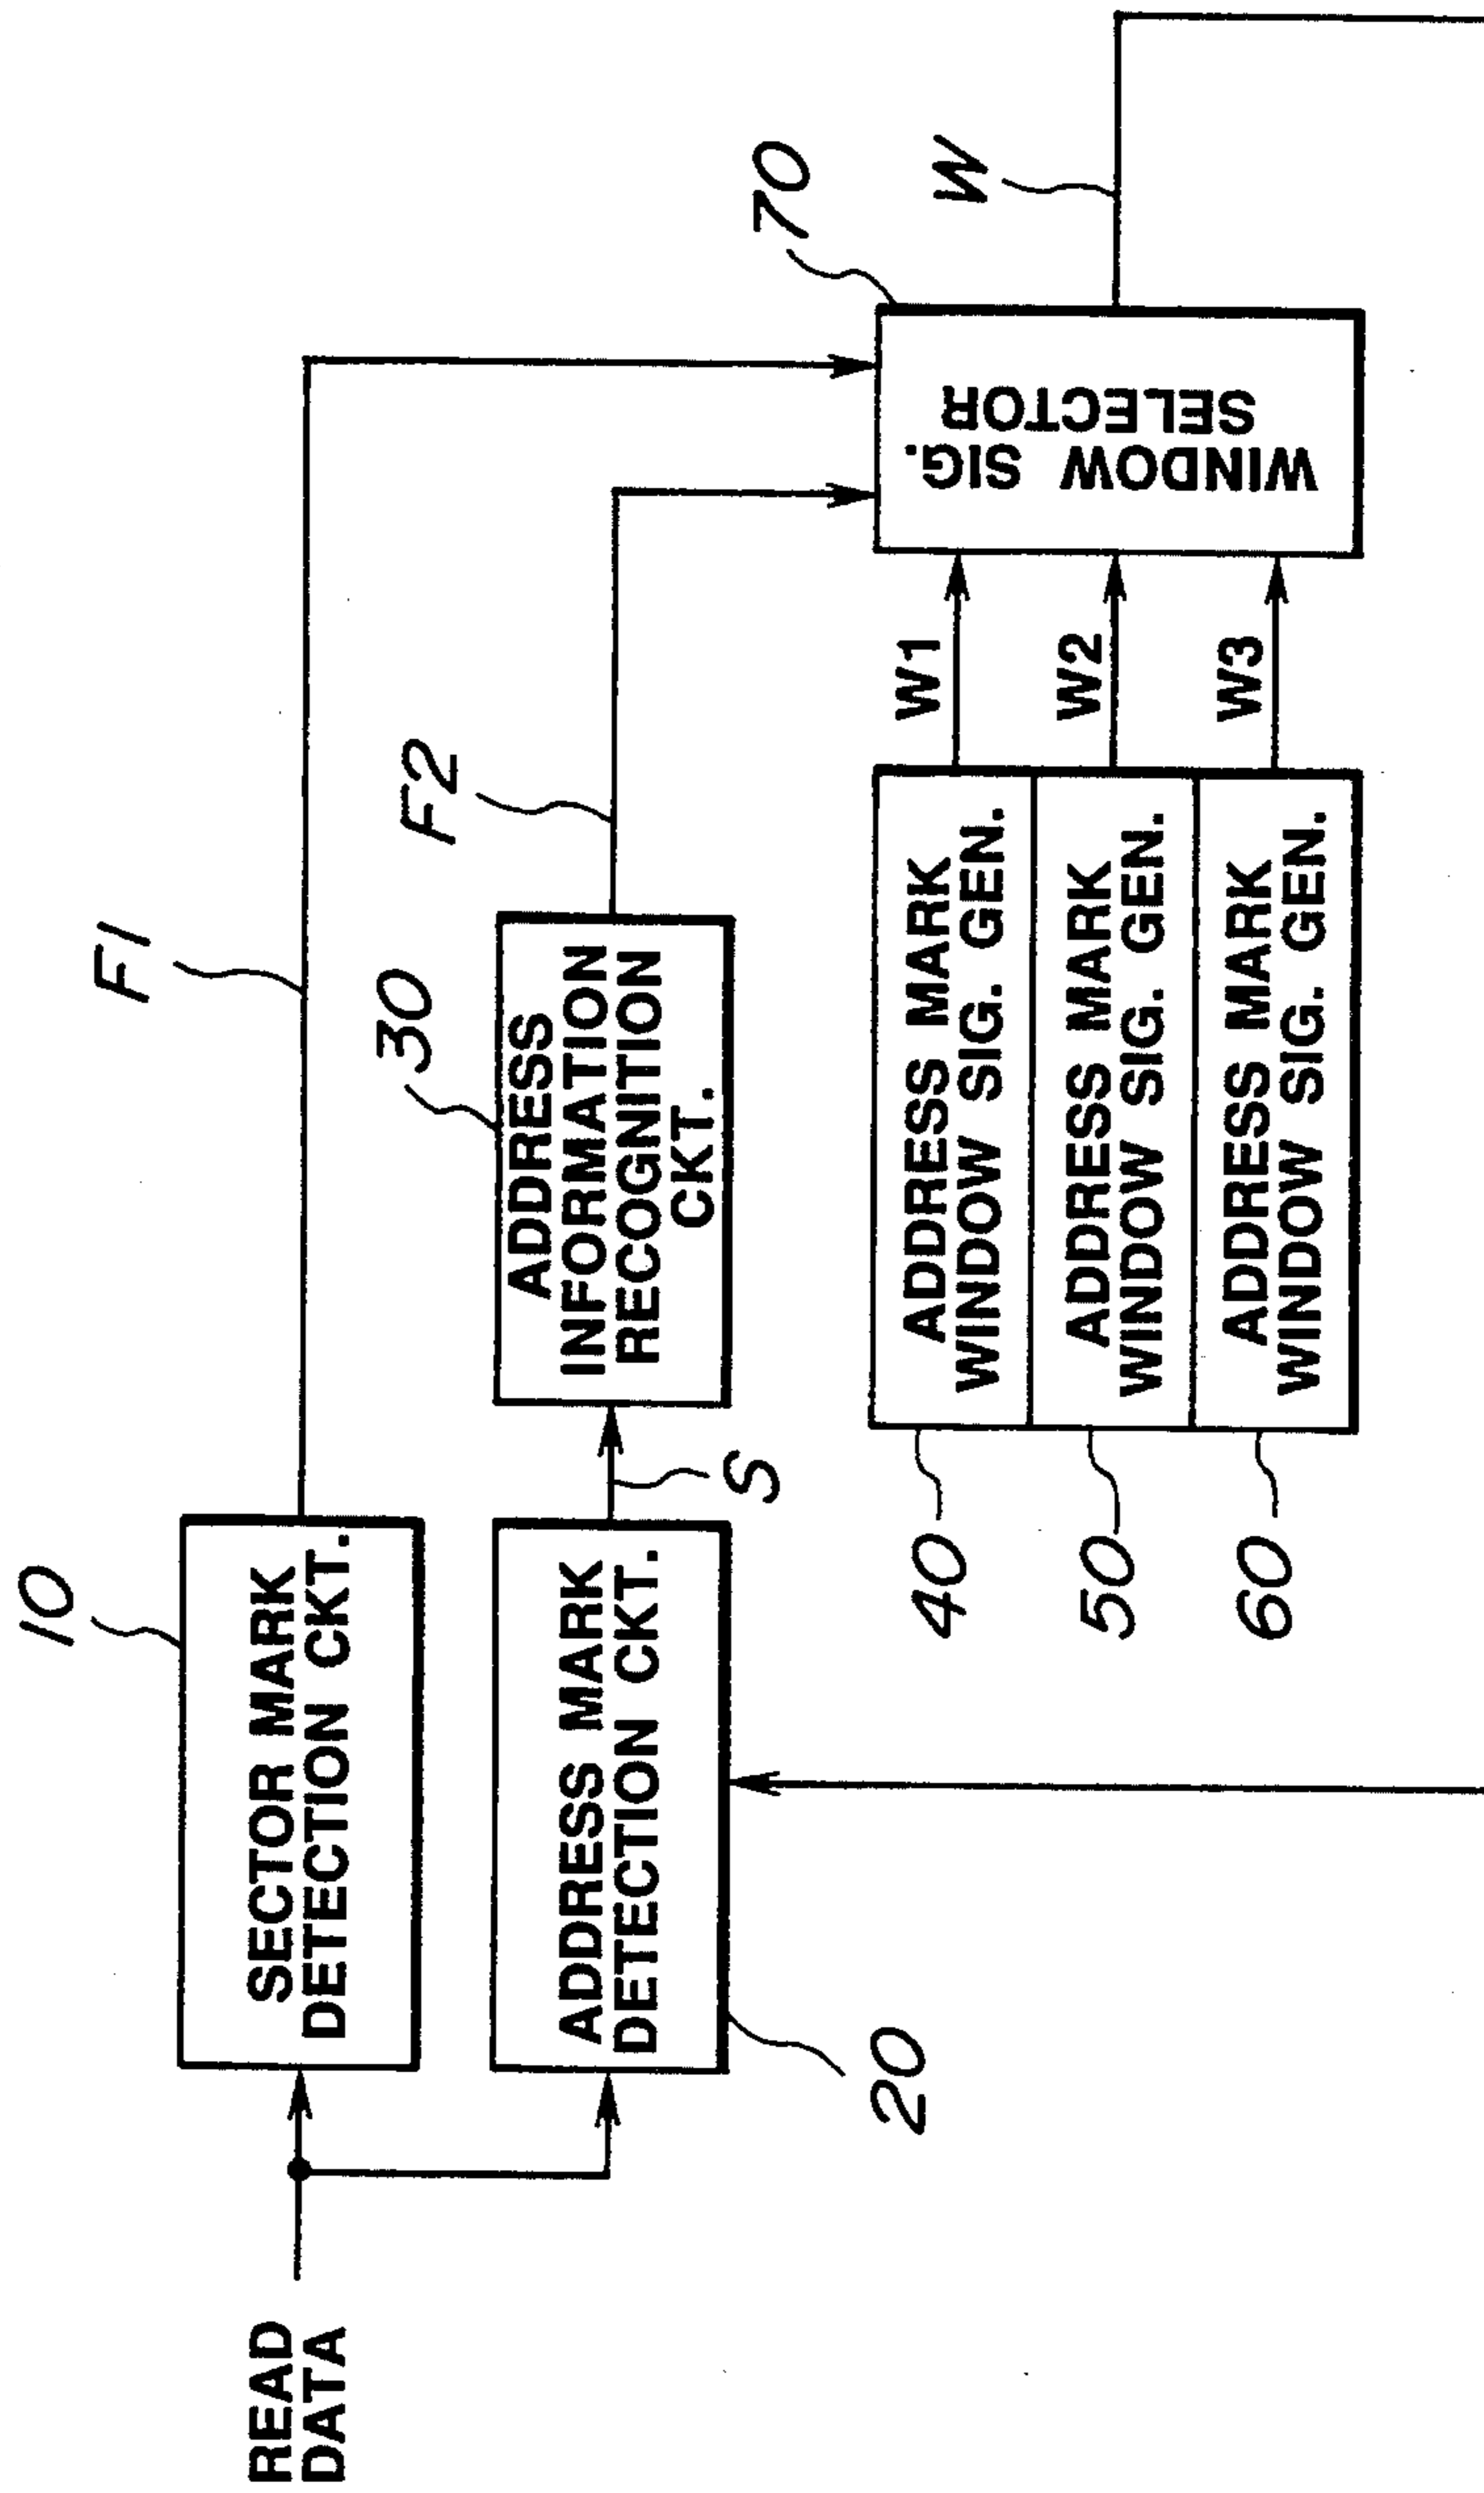 READ
DATA
10
SECTOR MARK
DETECTION CKT.
F1
20
ADDRESS MARK
DETECTION CKT.
S
30
ADDRESS
INFORMATION
RECOGNITION
CKT.
F2
40
ADDRESS MARK
WINDOW SIG. GEN.
W1
50
ADDRESS MARK
WINDOW SIG. GEN.
W2
60
ADDRESS MARK
WINDOW SIG. GEN.
W3
70
WINDOW SIG.
SELECTOR
W